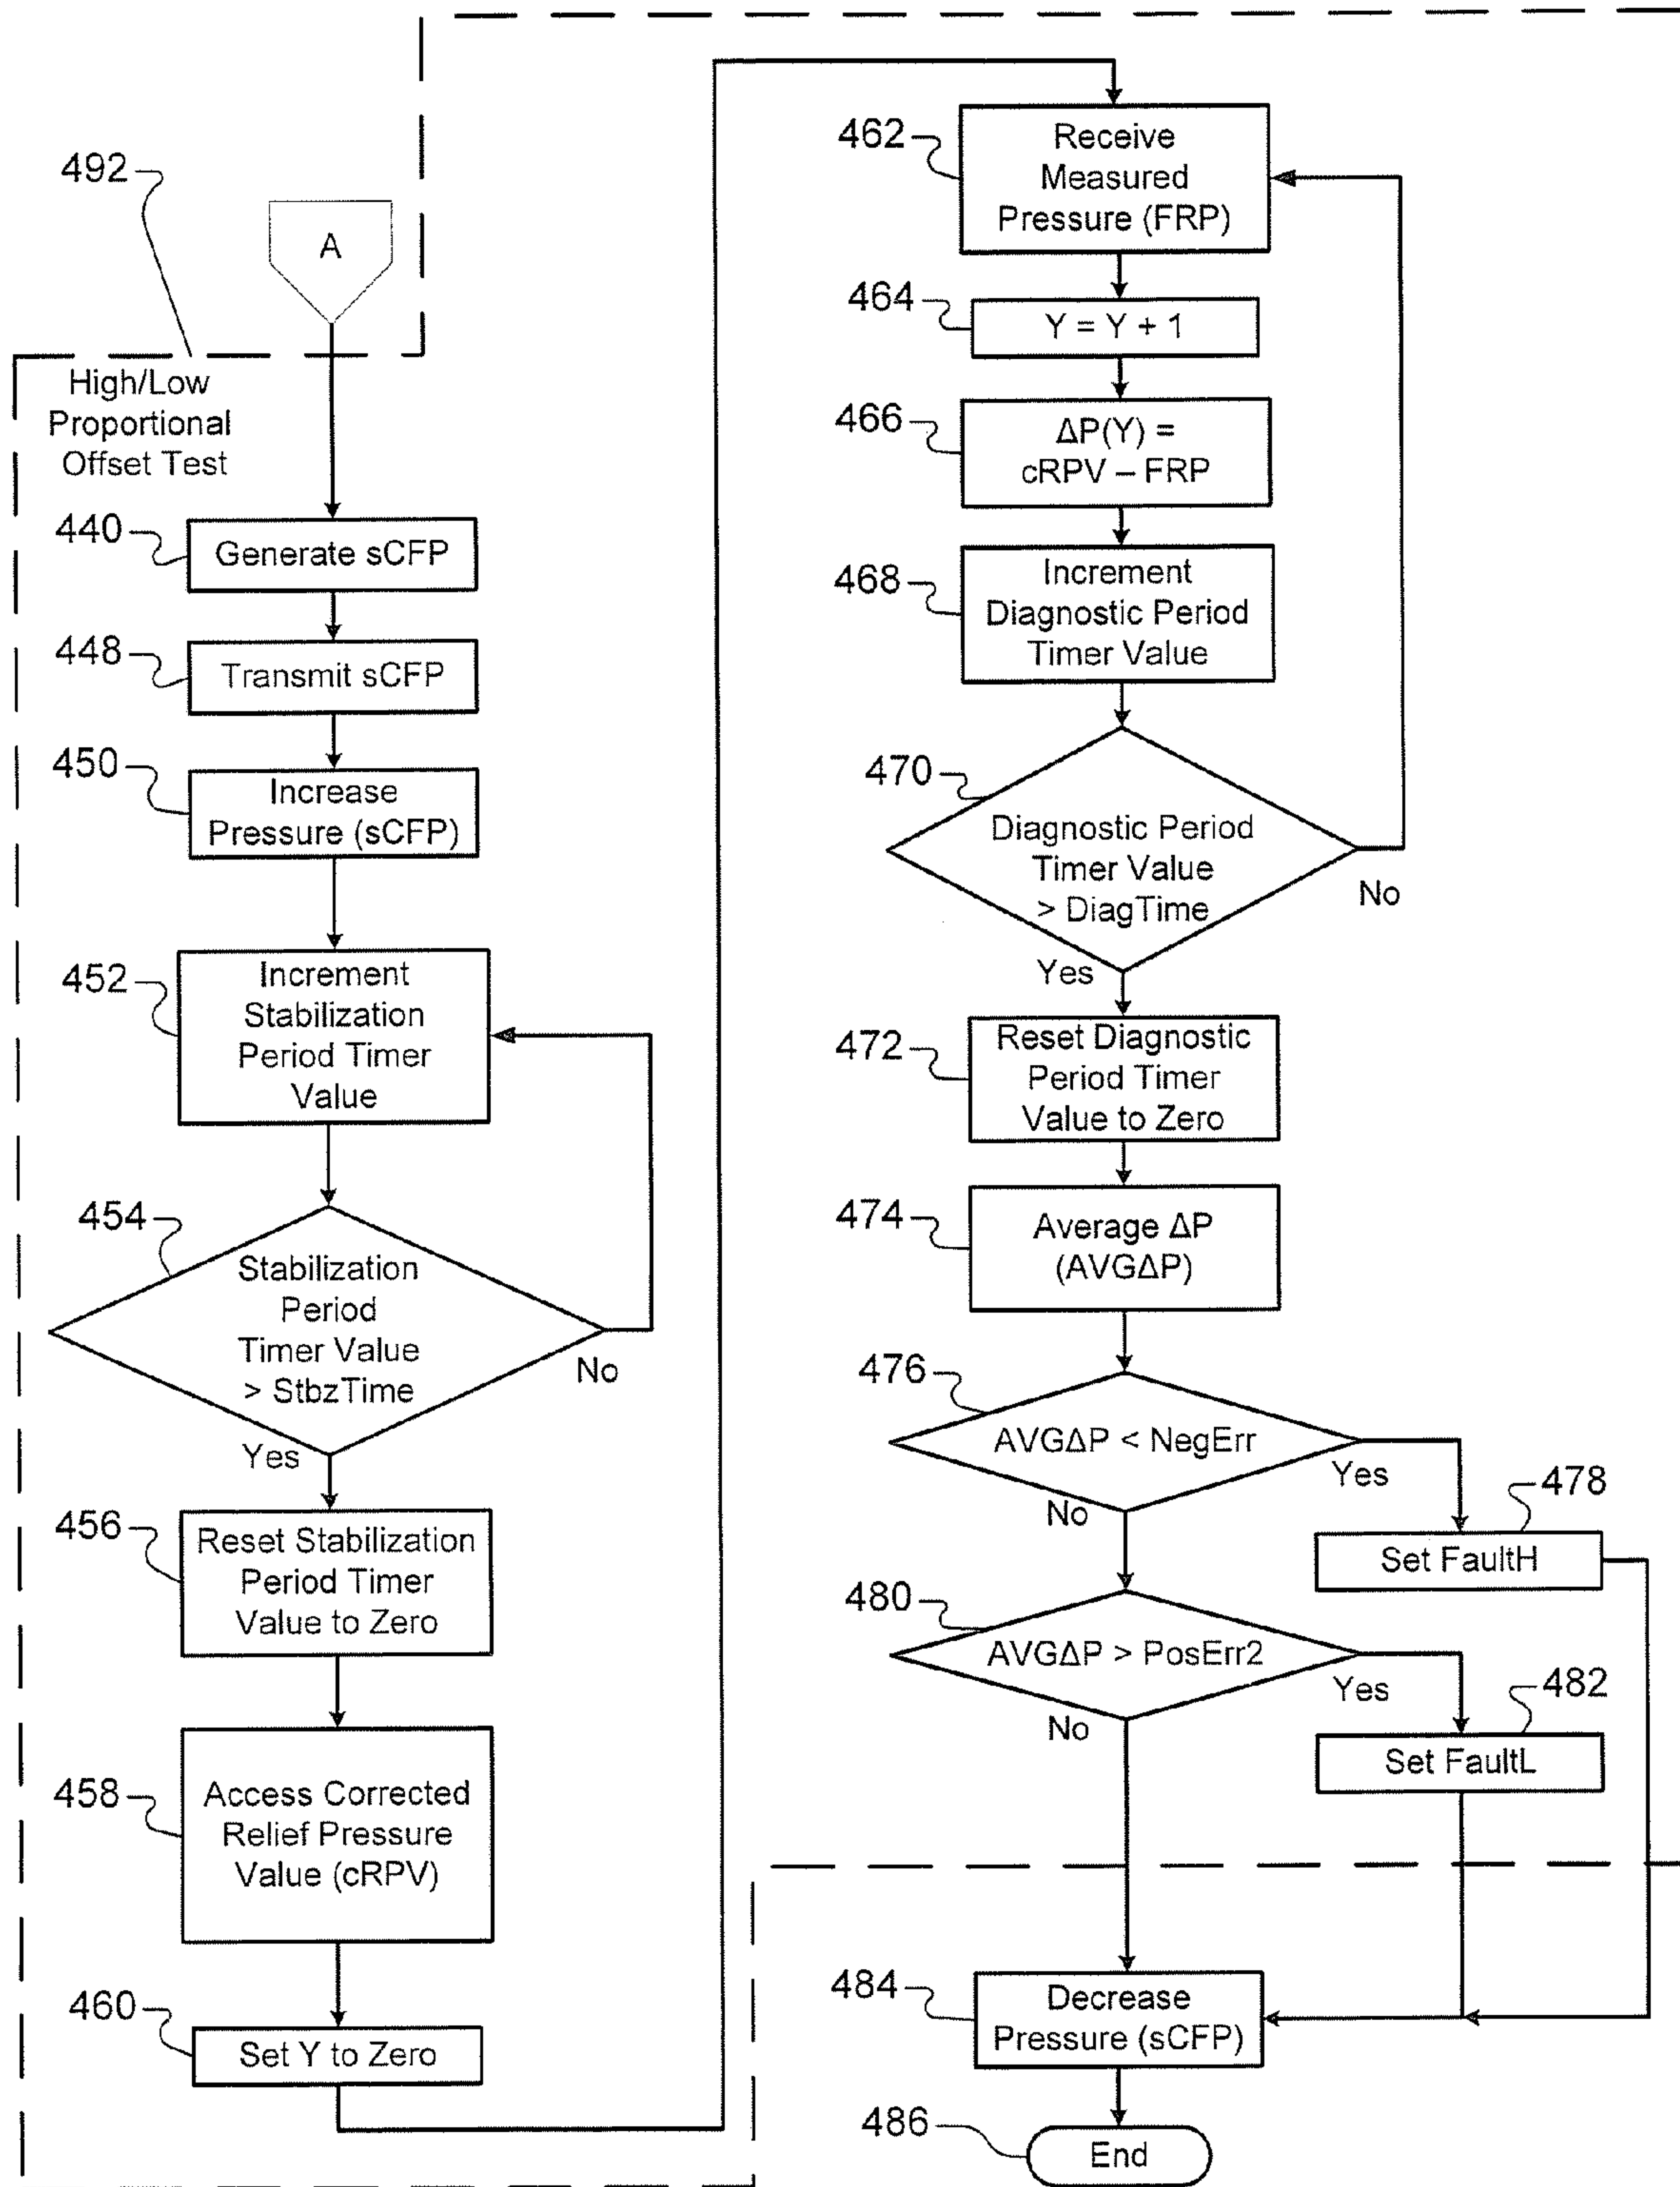 492
A
High/Low
Proportional
Offset Test
440
Generate sCFP
448
Transmit sCFP
450
Increase
Pressure (sCFP)
452
Increment
Stabilization
Period Timer
Value
454
Stabilization
Period
Timer Value
> StbzTime
No
Yes
456
Reset Stabilization
Period Timer
Value to Zero
458
Access Corrected
Relief Pressure
Value (cRPV)
460
Set Y to Zero
462
Receive
Measured
Pressure (FRP)
464
Y = Y + 1
466
ΔP(Y) =
cRPV – FRP
468
Increment
Diagnostic Period
Timer Value
470
Diagnostic Period
Timer Value
> DiagTime
No
Yes
472
Reset Diagnostic
Period Timer
Value to Zero
474
Average ΔP
(AVGΔP)
476
AVGΔP < NegErr
Yes
No
478
Set FaultH
480
AVGΔP > PosErr2
Yes
No
482
Set FaultL
484
Decrease
Pressure (sCFP)
486
End